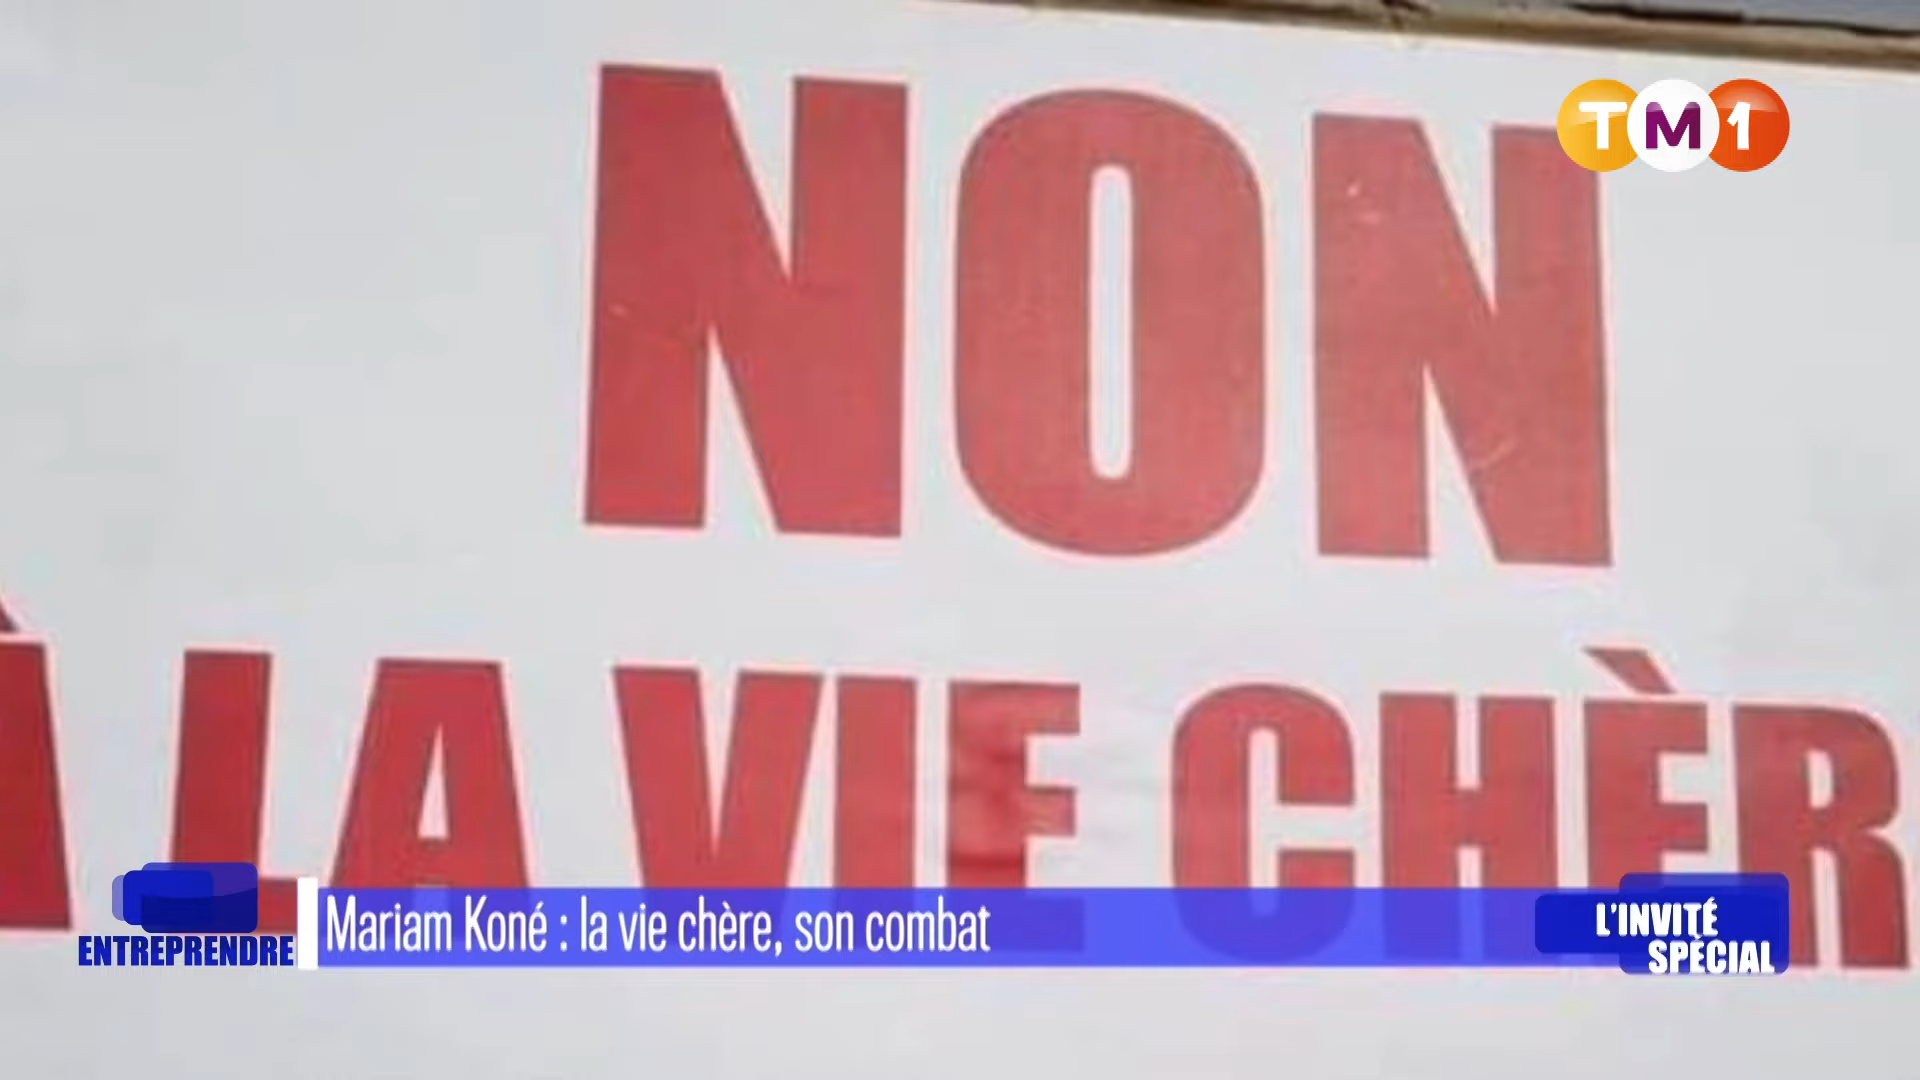 NON
TM1
À LA VIE CHÈR
ENTREPRENDRE
Mariam Koné : la vie chère, son combat
L'INVITÉ
SPÉCIAL